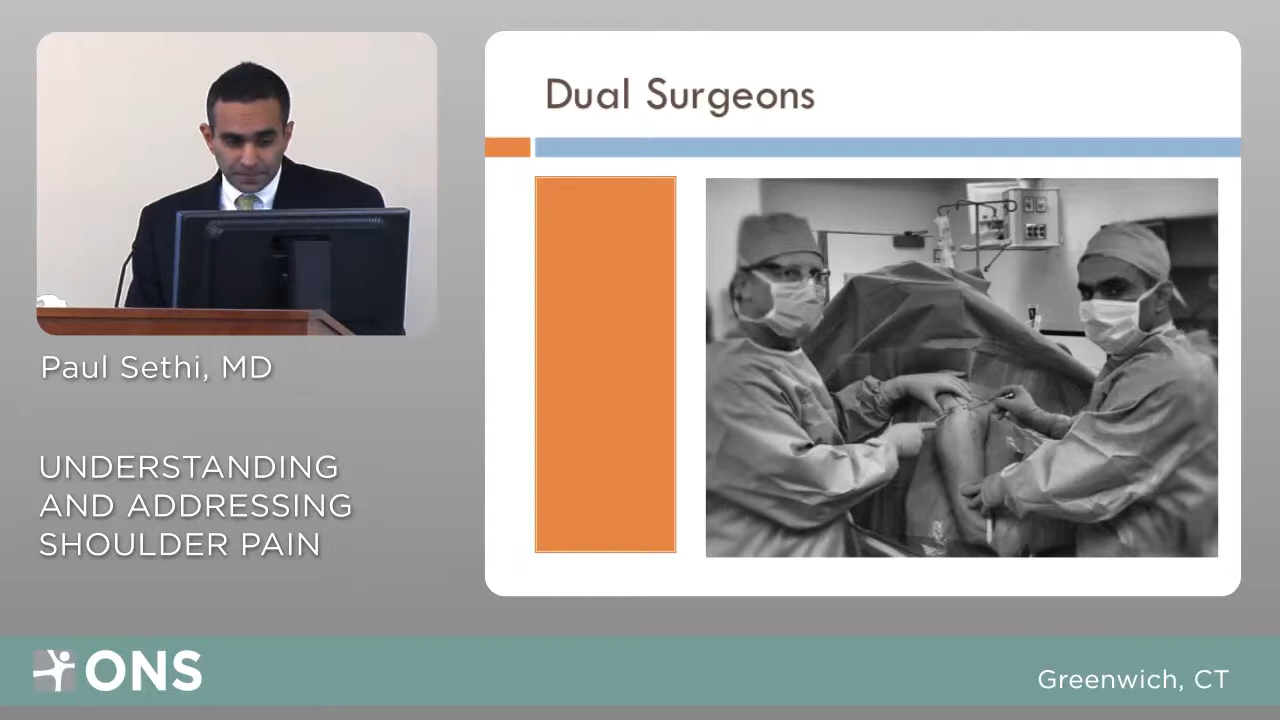 Dual Surgeons
Paul Sethi, MD
UNDERSTANDING
AND ADDRESSING
SHOULDER PAIN
ONS
Greenwich, CT